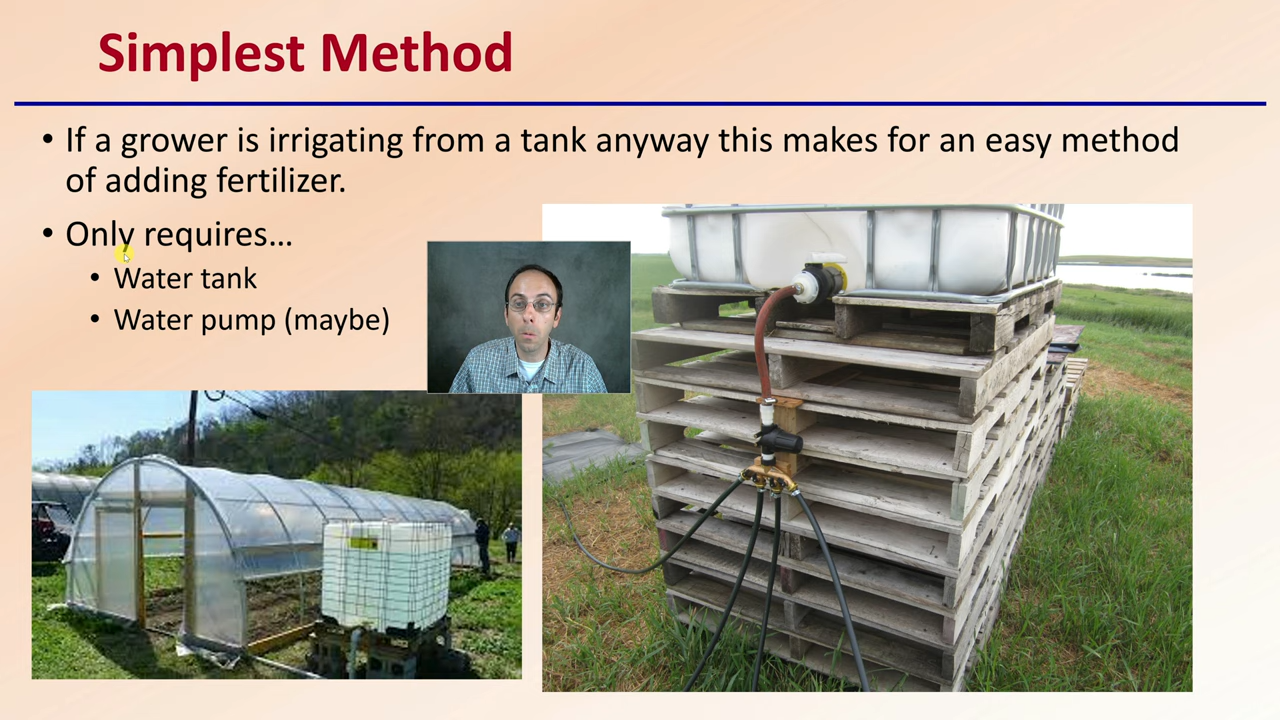 Simplest Method
• If a grower is irrigating from a tank anyway this makes for an easy method
of adding fertilizer.
• Only requires...
• Water tank
• Water pump (maybe)